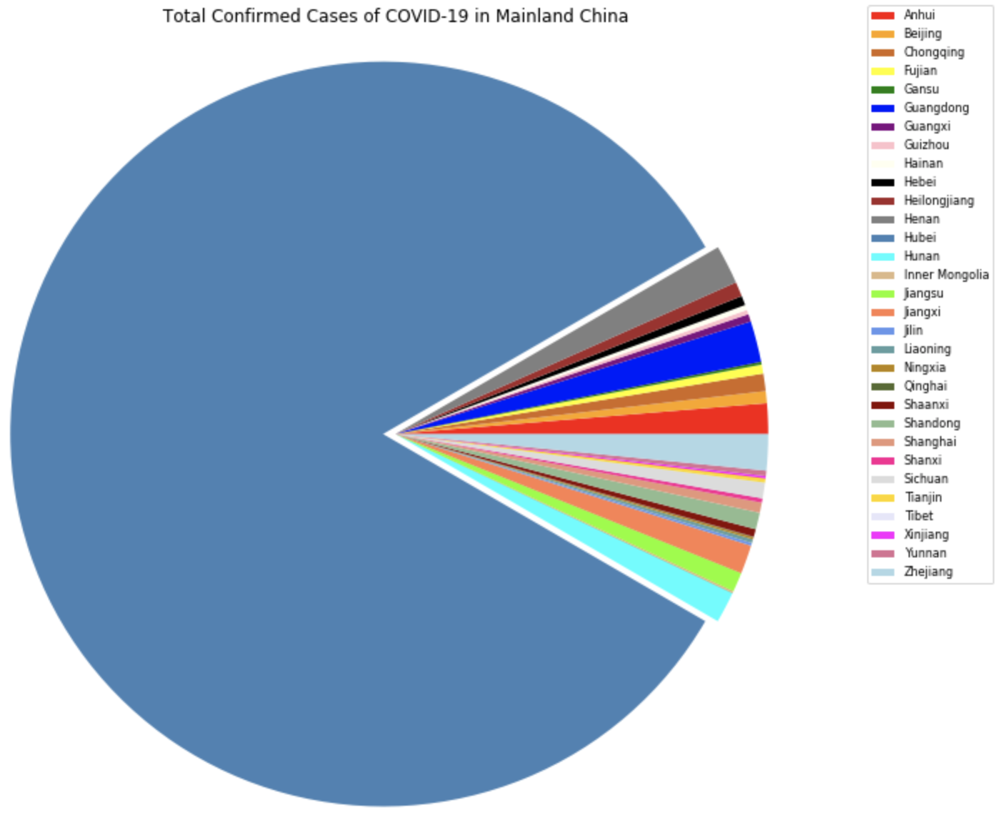 Total Confirmed Cases of COVID-19 in Mainland China
Anhui
Beijing
Chongqing
Fujian
Gansu
Guangdong
Guangxi
Guizhou
Hainan
Hebei
Heilongjiang
Henan
Hubei
Hunan
Inner Mongolia
Jiangsu
Jiangxi
Jilin
Liaoning
Ningxia
Qinghai
Shaanxi
Shandong
Shanghai
Shanxi
Sichuan
Tianjin
Tibet
Xinjiang
Yunnan
Zhejiang